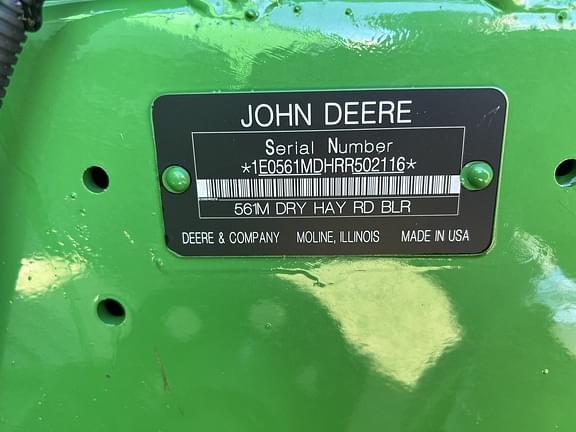 JOHN DEERE
Serial Number
*1E0561MDHRR502116*
561M DRY HAY RD BLR
DEERE & COMPANY MOLINE, ILLINOIS MADE IN USA